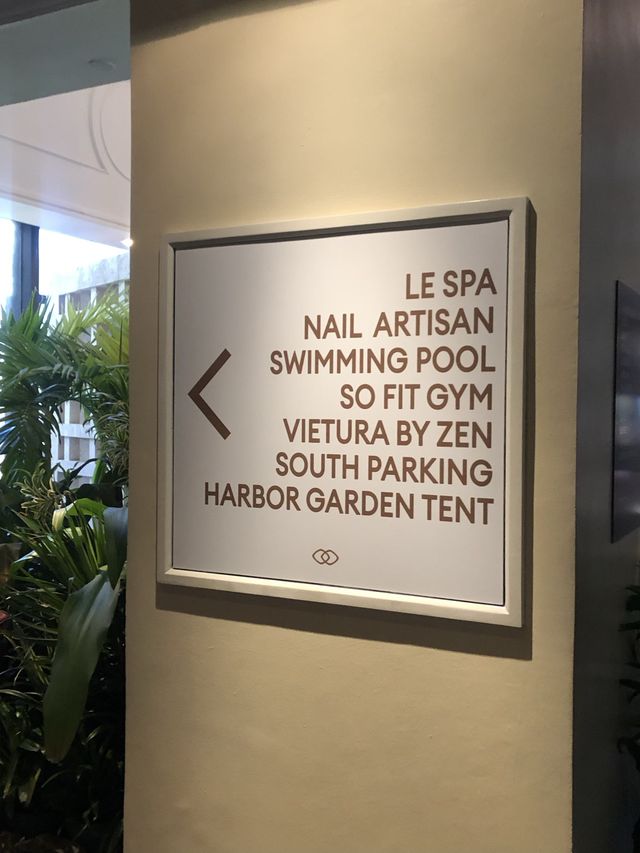 LE SPA
NAIL ARTISAN
SWIMMING POOL
SO FIT GYM
VIETURA BY ZEN
SOUTH PARKING
HARBOR GARDEN TENT